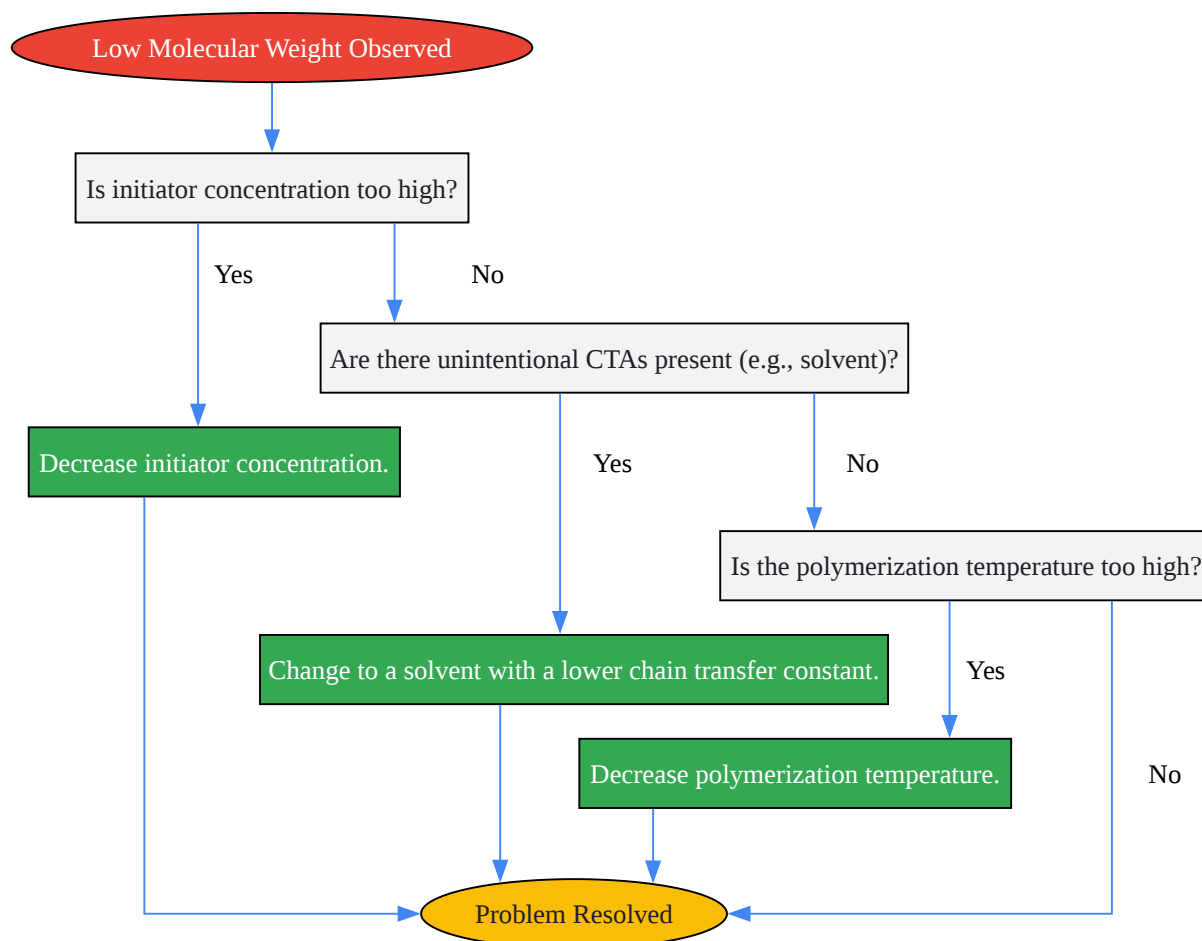 Low Molecular Weight Observed
Is initiator concentration too high?
Yes
No
Are there unintentional CTAs present (e.g., solvent)?
Decrease initiator concentration.
Yes
No
Is the polymerization temperature too high?
Change to a solvent with a lower chain transfer constant.
Yes
Decrease polymerization temperature.
No
Problem Resolved